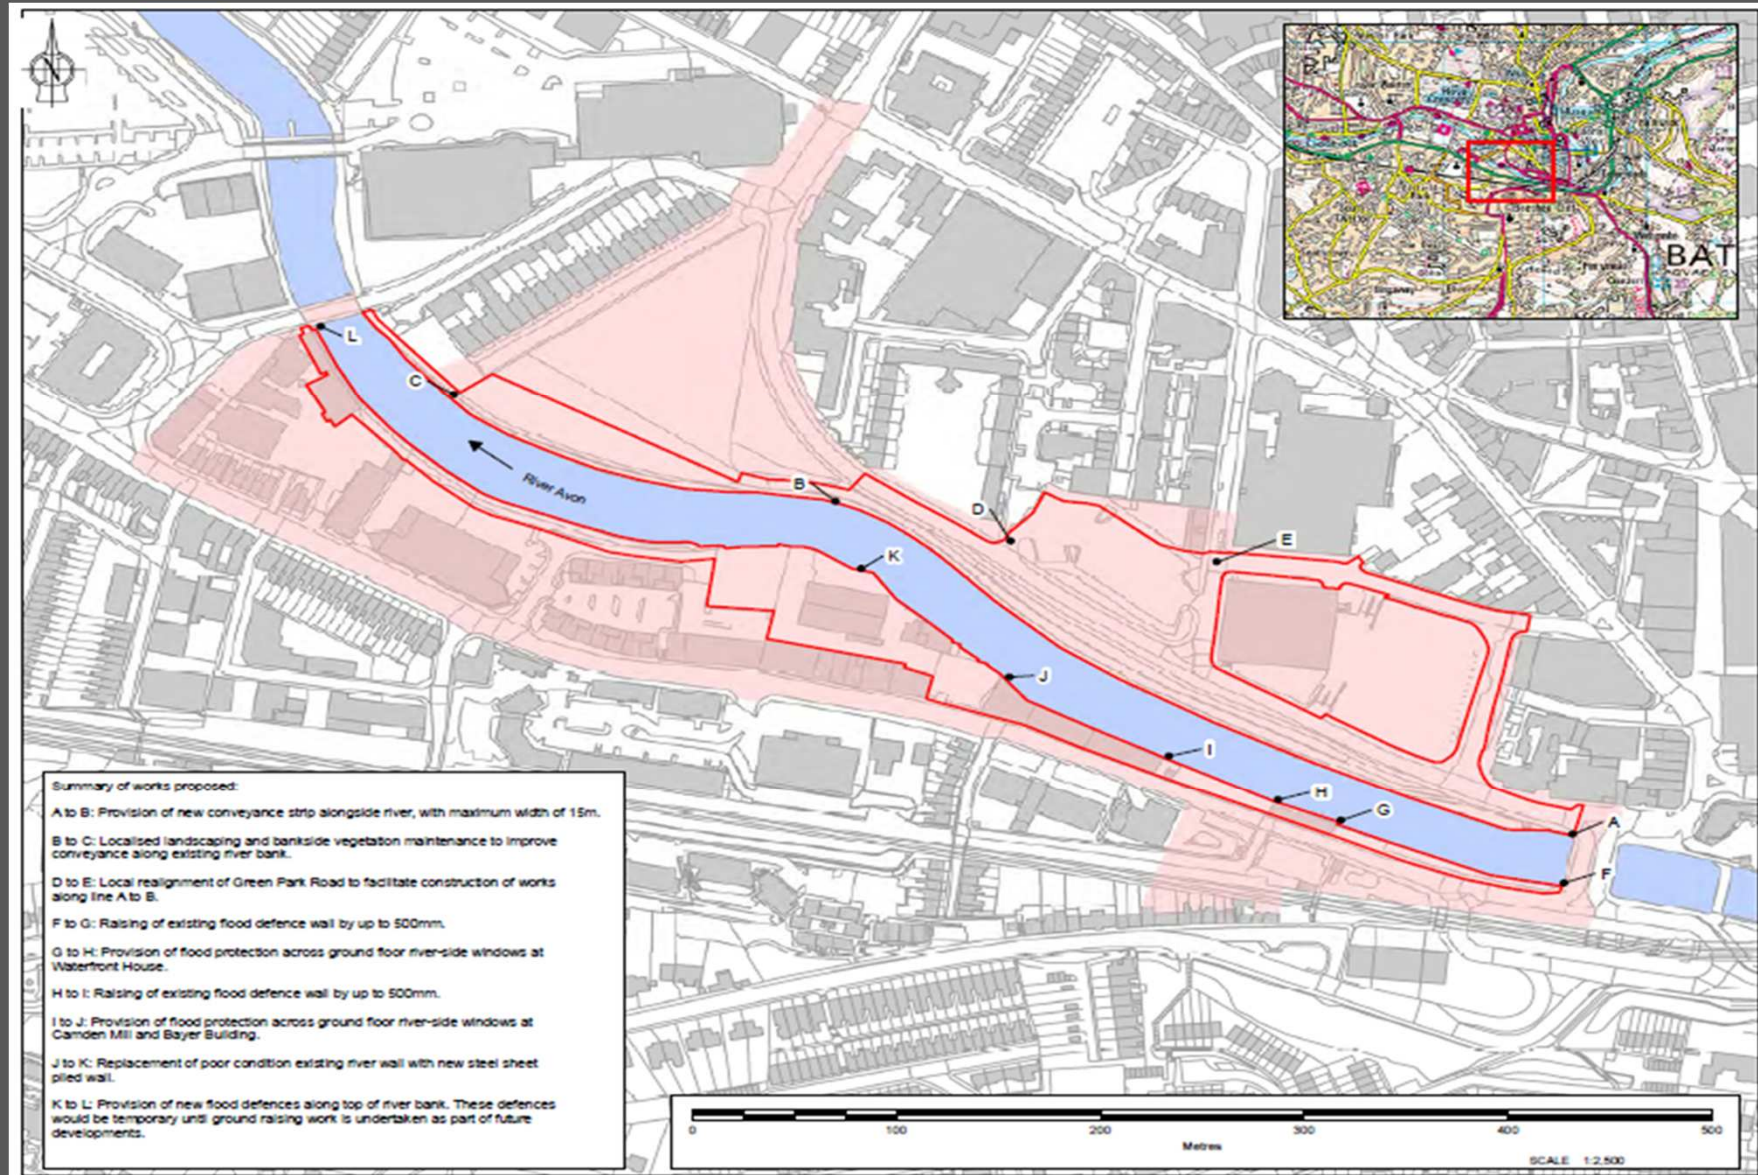 L
C
River Avon
B
D
E
K
J
I
H
G
A
F
BAT
Summary of works proposed:
A to B: Provision of new conveyance strip alongside river, with maximum width of 15m.
B to C: Localised landscaping and bankside vegetation maintenance to improve
conveyance along existing river bank.
D to E: Local realignment of Green Park Road to facilitate construction of works
along line A to B.
F to G: Raising of existing flood defence wall by up to 500mm.
G to H: Provision of flood protection across ground floor river-side windows at
Waterfront House.
H to I: Raising of existing flood defence wall by up to 500mm.
I to J: Provision of flood protection across ground floor river-side windows at
Camden Mill and Bayer Building.
J to K: Replacement of poor condition existing river wall with new steel sheet
piled wall.
K to L: Provision of new flood defences along top of river bank. These defences
would be temporary until ground raising work is undertaken as part of future
developments.
0 100 200 300 400 500
Metres
SCALE 1:2,500